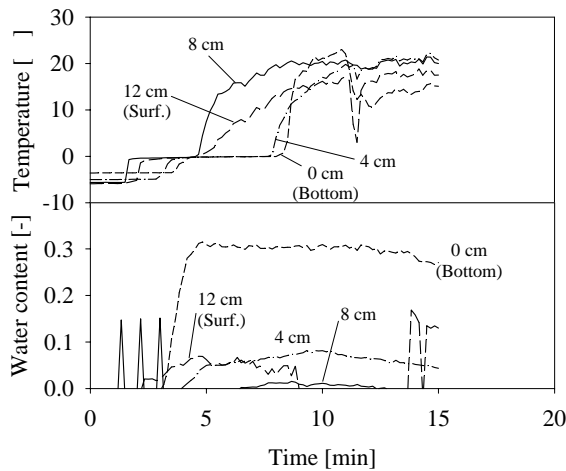 30
20
10
0
-10
Temperature [ ]
8 cm
12 cm
(Surf.)
4 cm
0 cm
(Bottom)
0.3
0.2
0.1
0.0
Water content [-]
0 cm
(Bottom)
12 cm
(Surf.)
4 cm
8 cm
0
5
10
15
20
Time [min]